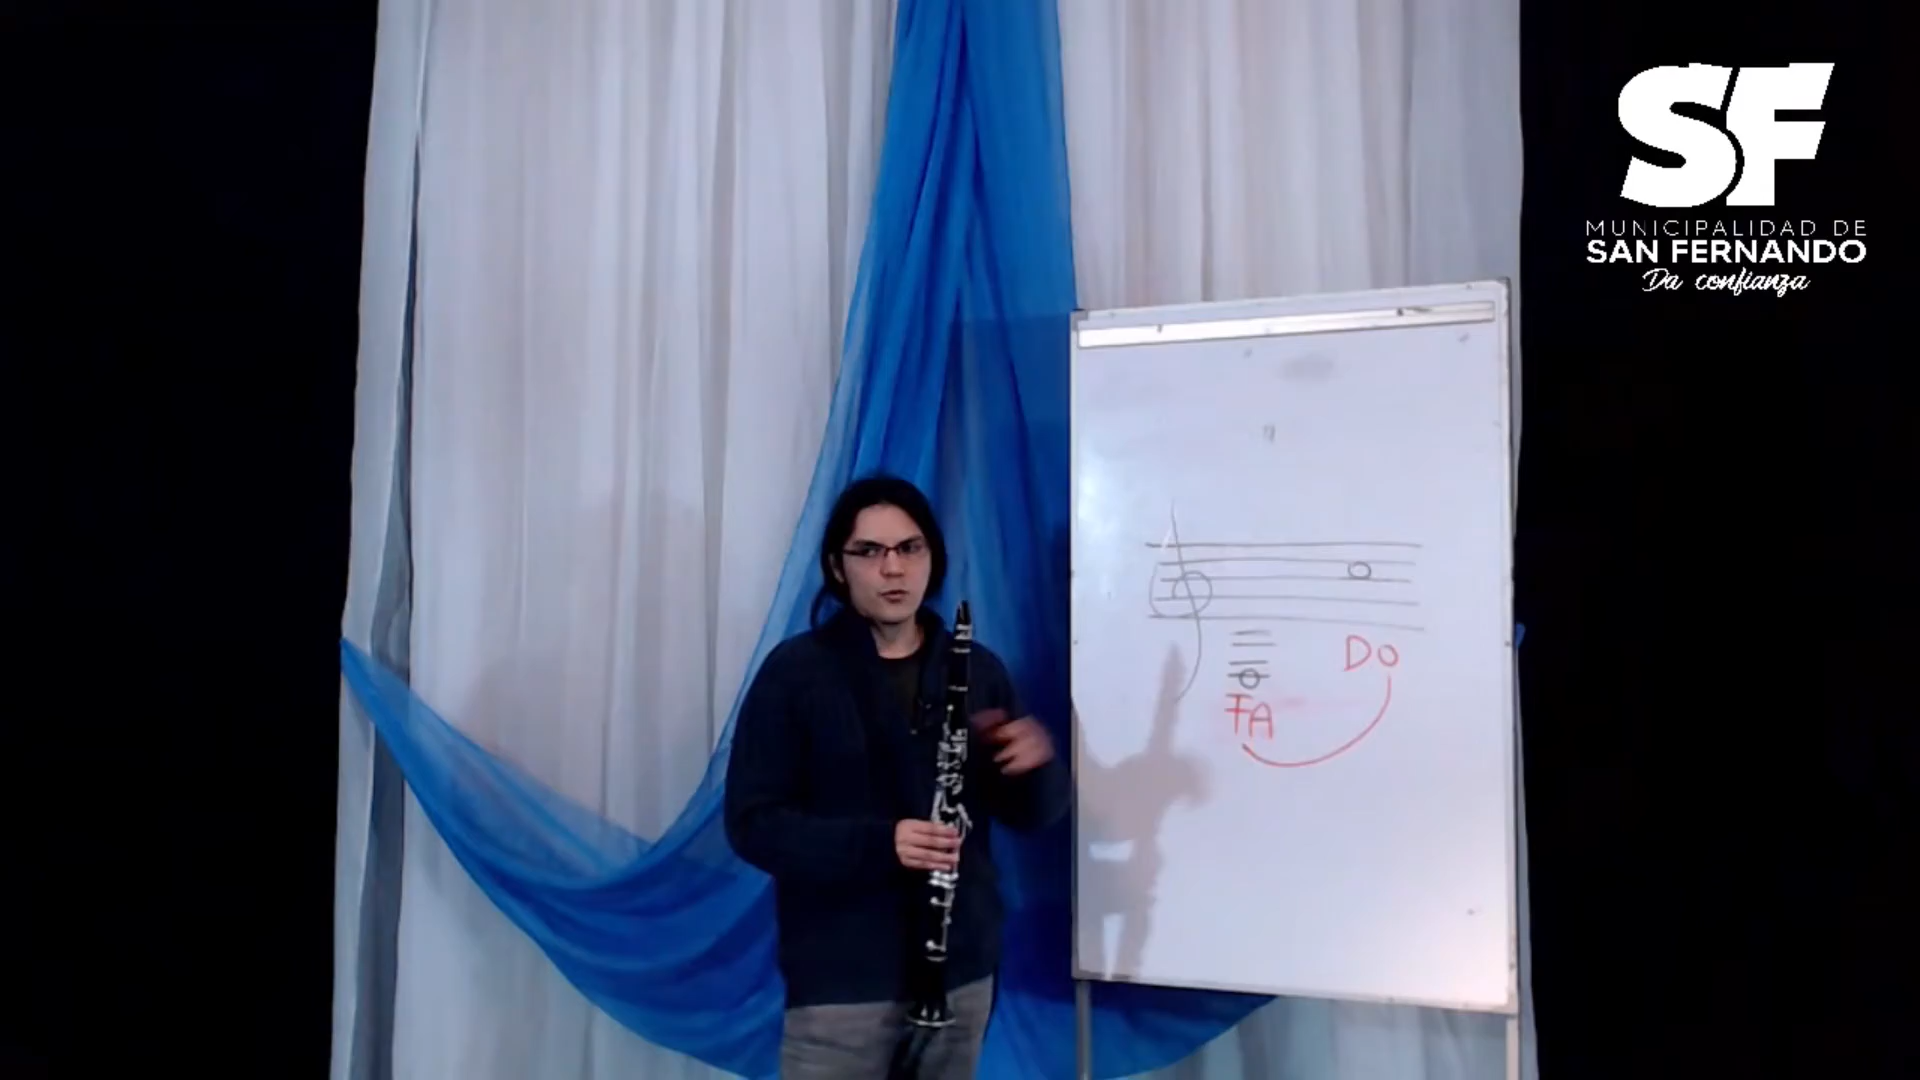 SF
MUNICIPALIDAD DE
SAN FERNANDO
Da confianza
DO
FA